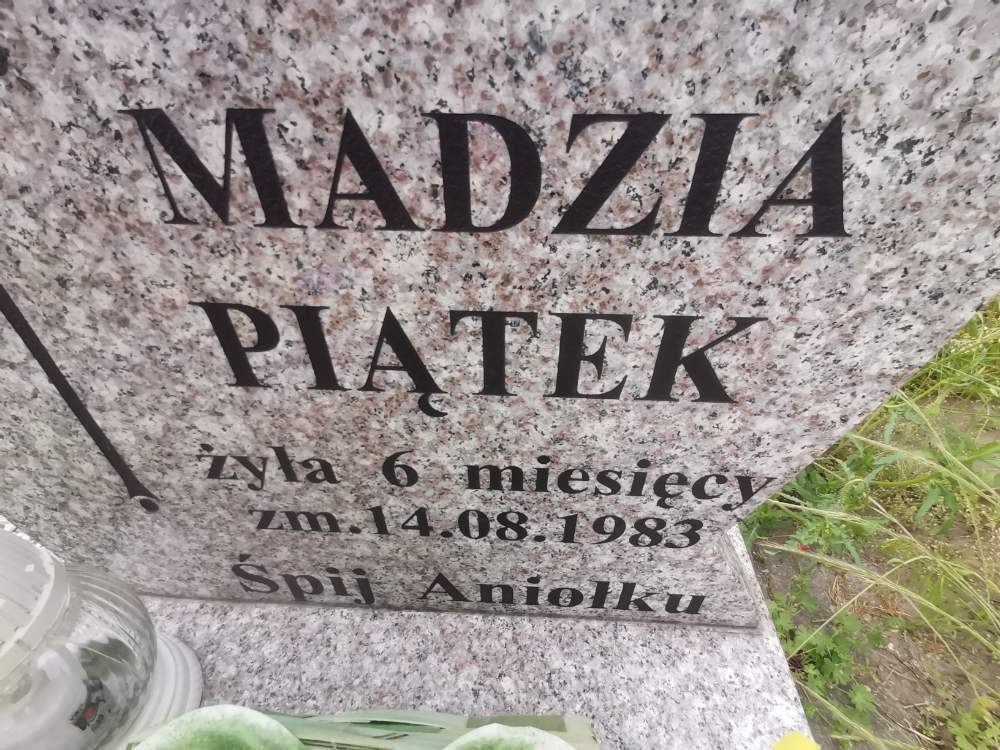 MADZIA
PIĄTEK
żyła 6 miesięcy
zm.14.08.1983
Śpij Aniołku